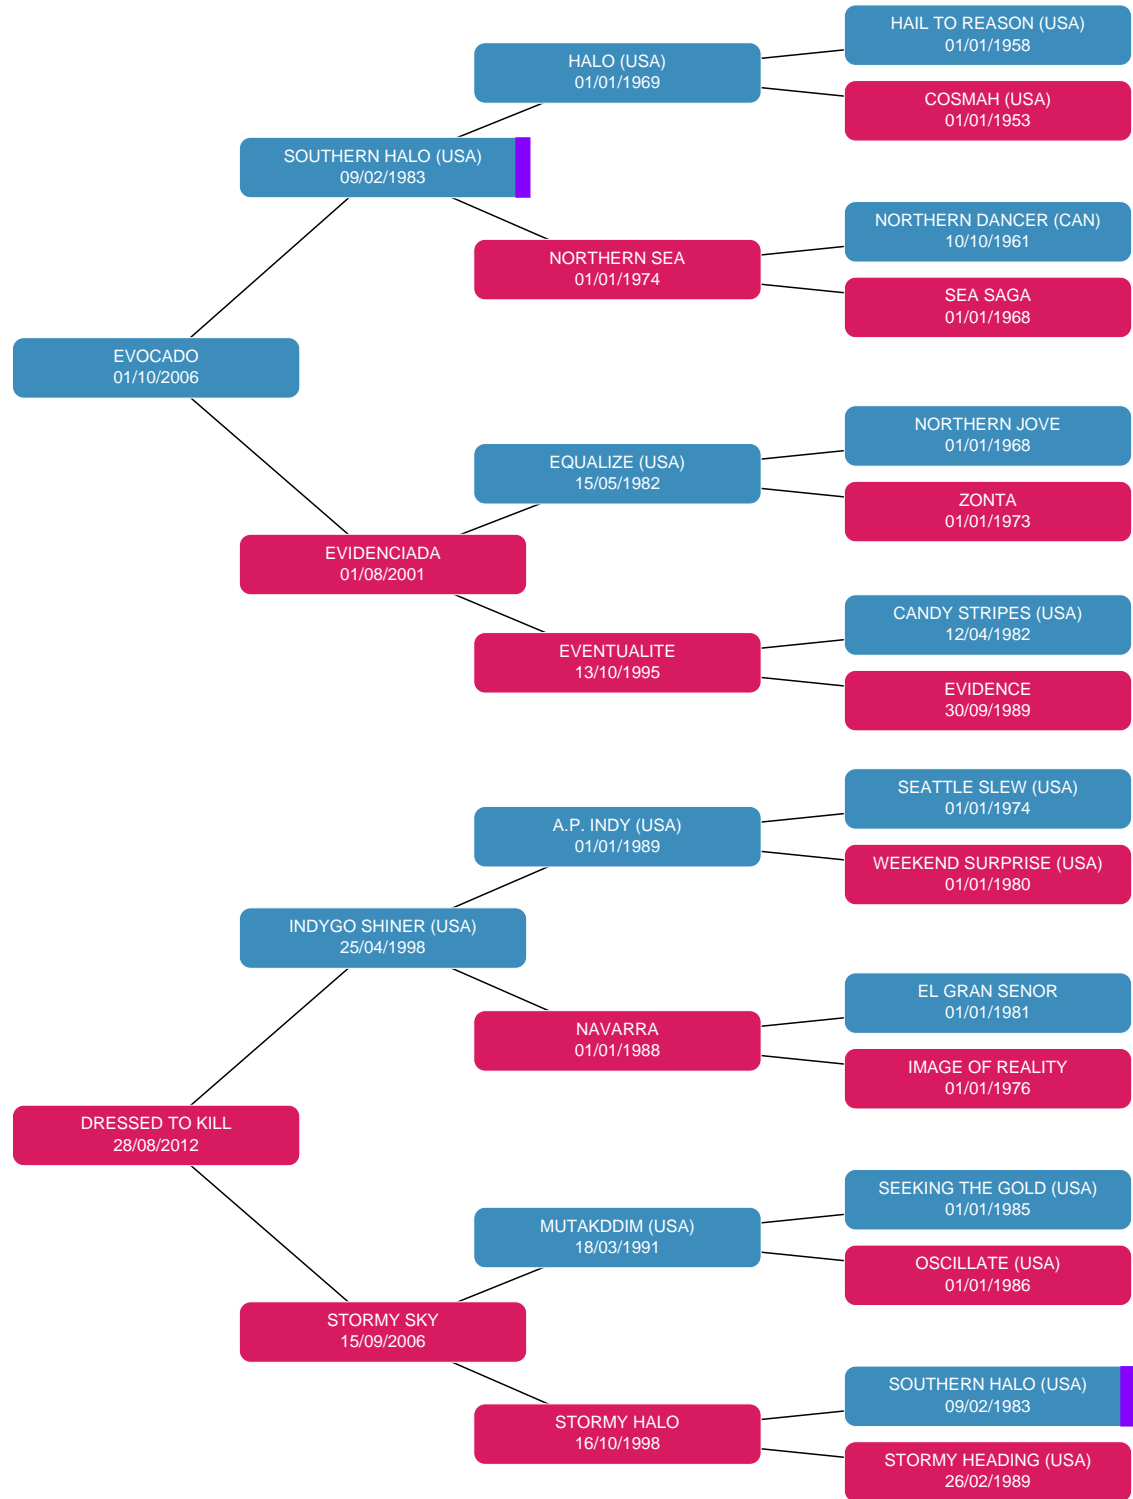 HAIL TO REASON (USA)
01/01/1958
HALO (USA)
01/01/1969
COSMAH (USA)
01/01/1953
SOUTHERN HALO (USA)
09/02/1983
NORTHERN DANCER (CAN)
10/10/1961
NORTHERN SEA
01/01/1974
SEA SAGA
01/01/1968
EVOCADO
01/10/2006
NORTHERN JOVE
01/01/1968
EQUALIZE (USA)
15/05/1982
ZONTA
01/01/1973
EVIDENCIADA
01/08/2001
CANDY STRIPES (USA)
12/04/1982
EVENTUALITE
13/10/1995
EVIDENCE
30/09/1989
SEATTLE SLEW (USA)
01/01/1974
A.P. INDY (USA)
01/01/1989
WEEKEND SURPRISE (USA)
01/01/1980
INDYGO SHINER (USA)
25/04/1998
EL GRAN SENOR
01/01/1981
NAVARRA
01/01/1988
IMAGE OF REALITY
01/01/1976
DRESSED TO KILL
28/08/2012
SEEKING THE GOLD (USA)
01/01/1985
MUTAKDDIM (USA)
18/03/1991
OSCILLATE (USA)
01/01/1986
STORMY SKY
15/09/2006
SOUTHERN HALO (USA)
09/02/1983
STORMY HALO
16/10/1998
STORMY HEADING (USA)
26/02/1989